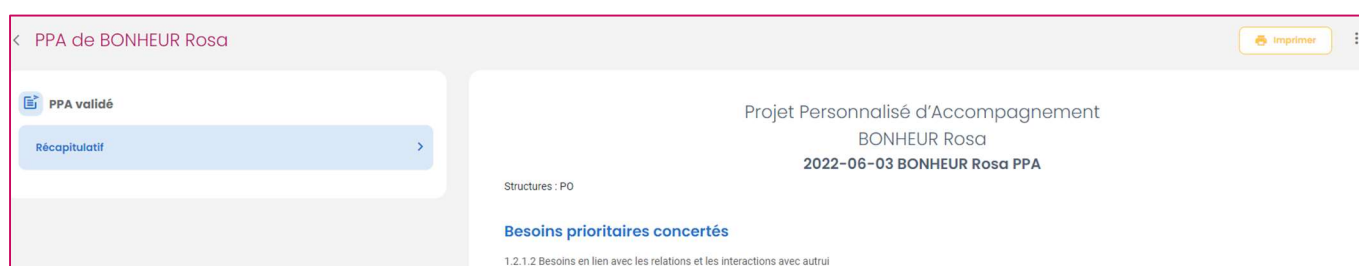 PPA de BONHEUR Rosa
Imprimer
PPA validé
Récapitulatif
Projet Personnalisé d'Accompagnement
BONHEUR Rosa
2022-06-03 BONHEUR Rosa PPA
Structures : PO
Besoins prioritaires concertés
1.2.1.2 Besoins en lien avec les relations et les interactions avec autrui